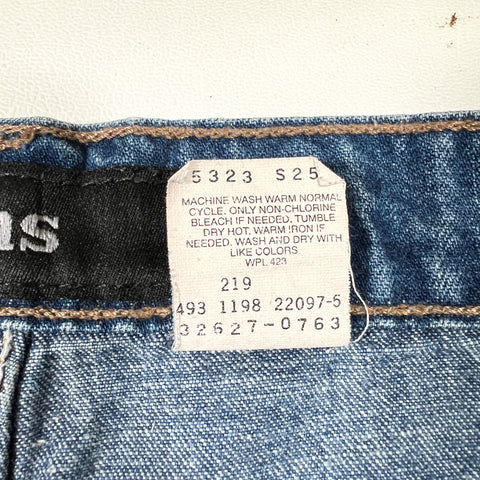 ns
5323 S25
MACHINE WASH WARM NORMAL
CYCLE. ONLY NON-CHLORINE
BLEACH IF NEEDED. TUMBLE
DRY HOT. WARM IRON IF
NEEDED. WASH AND DRY WITH
LIKE COLORS
WPL 423
219
493 1198 22097-5
32627-0763